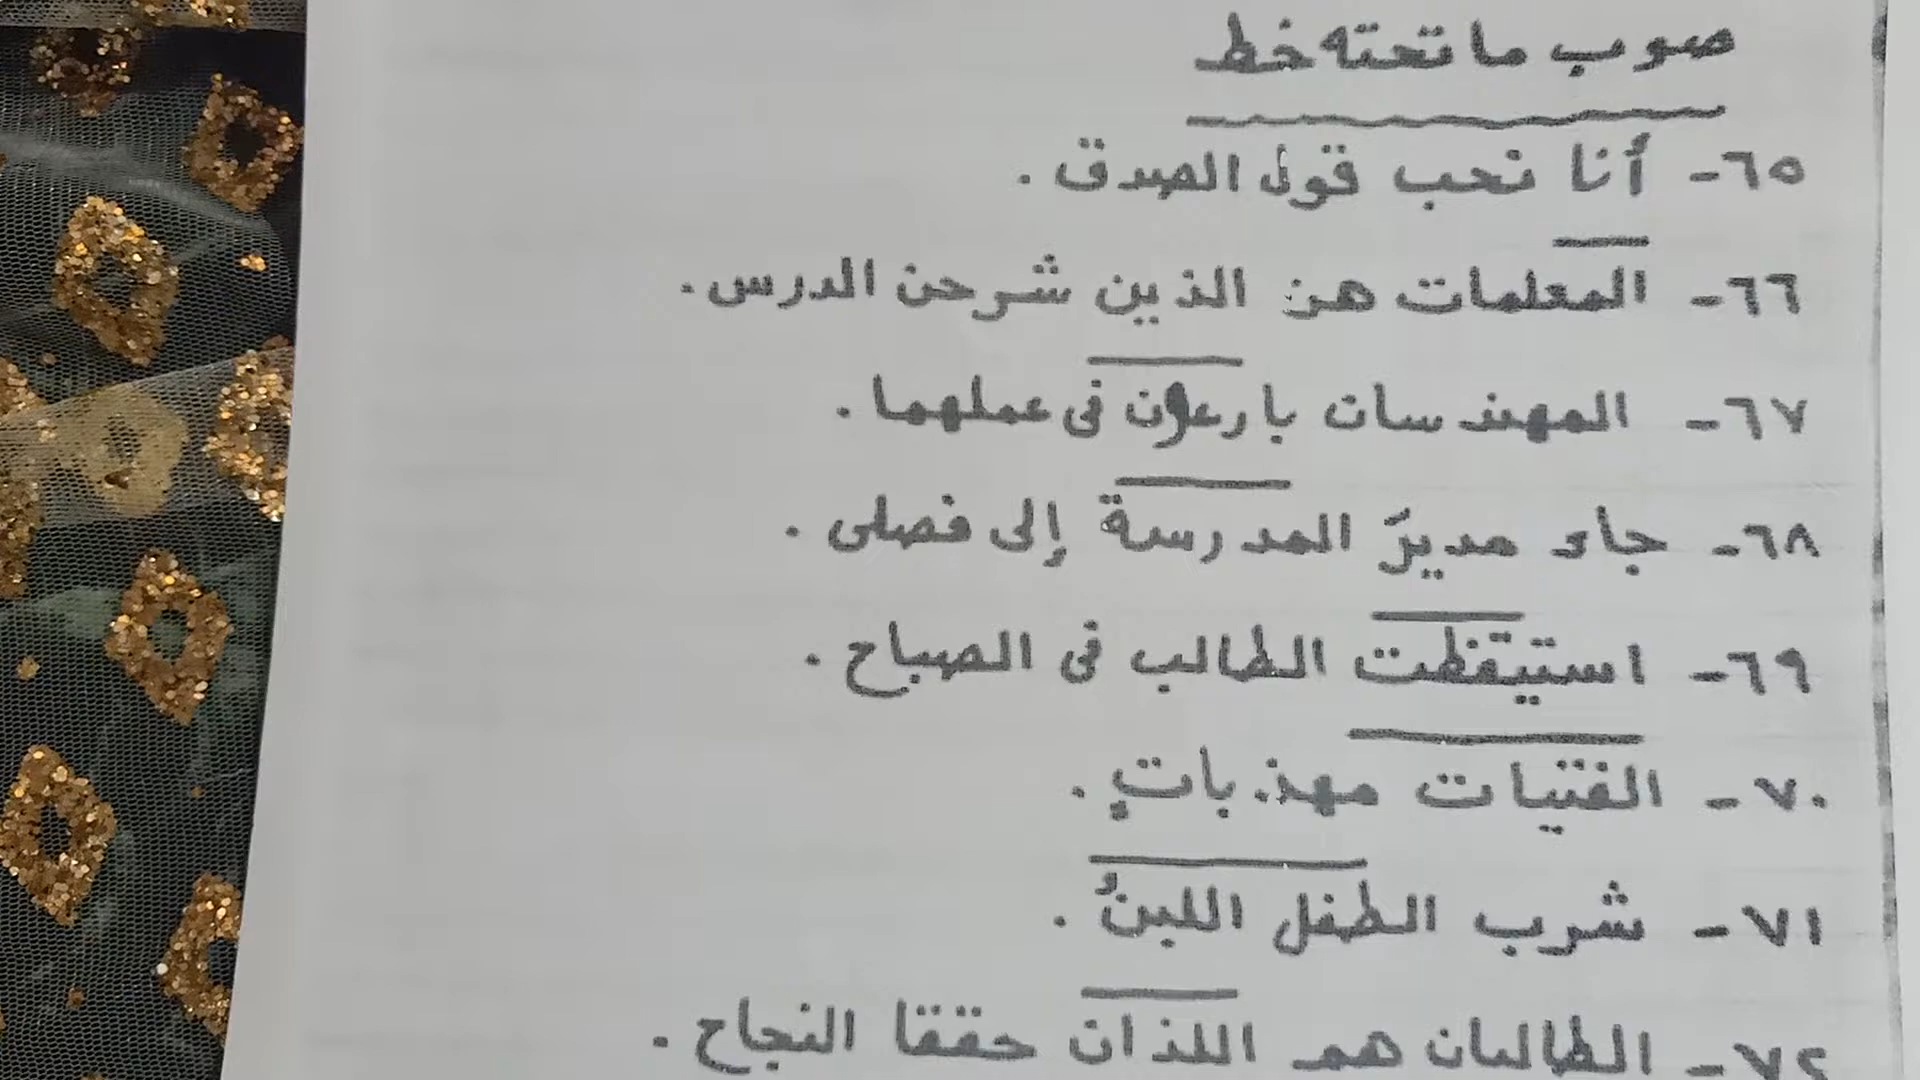 صوب ما تحته خط
٦٥- أنا نحب قول الصدق .
٦٦- المعلمات هن الذين شرحن الدرس .
٦٧- المهندسات بارعون فى عملهما .
٦٨- جاء مديرَ المدرسة إلى فصلى .
٦٩- استيقظت الطالب فى الصباح .
٧٠- الفتيات مهذباتٍ .
٧١- شرب الطفل اللبنُ .
٧٢- الطالبان هم اللذان حققا النجاح .